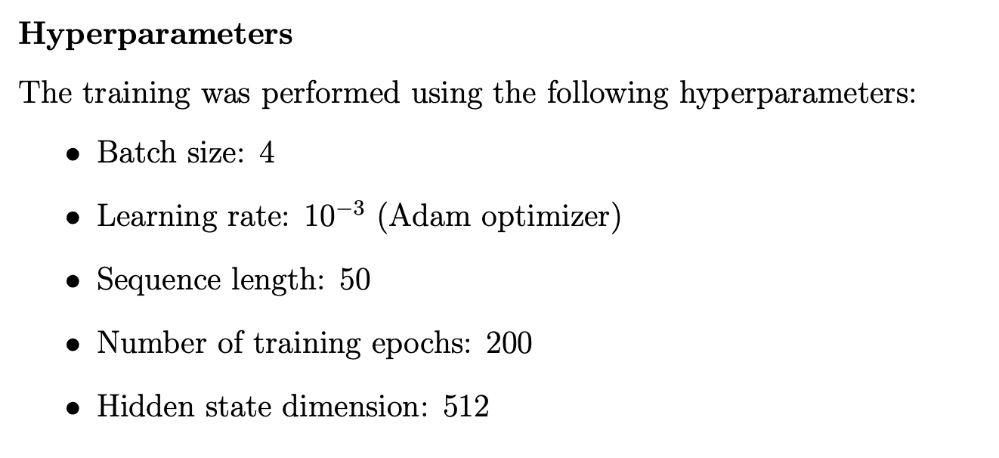 Hyperparameters
The training was performed using the following hyperparameters:
• Batch size: 4
• Learning rate: 10⁻³ (Adam optimizer)
• Sequence length: 50
• Number of training epochs: 200
• Hidden state dimension: 512